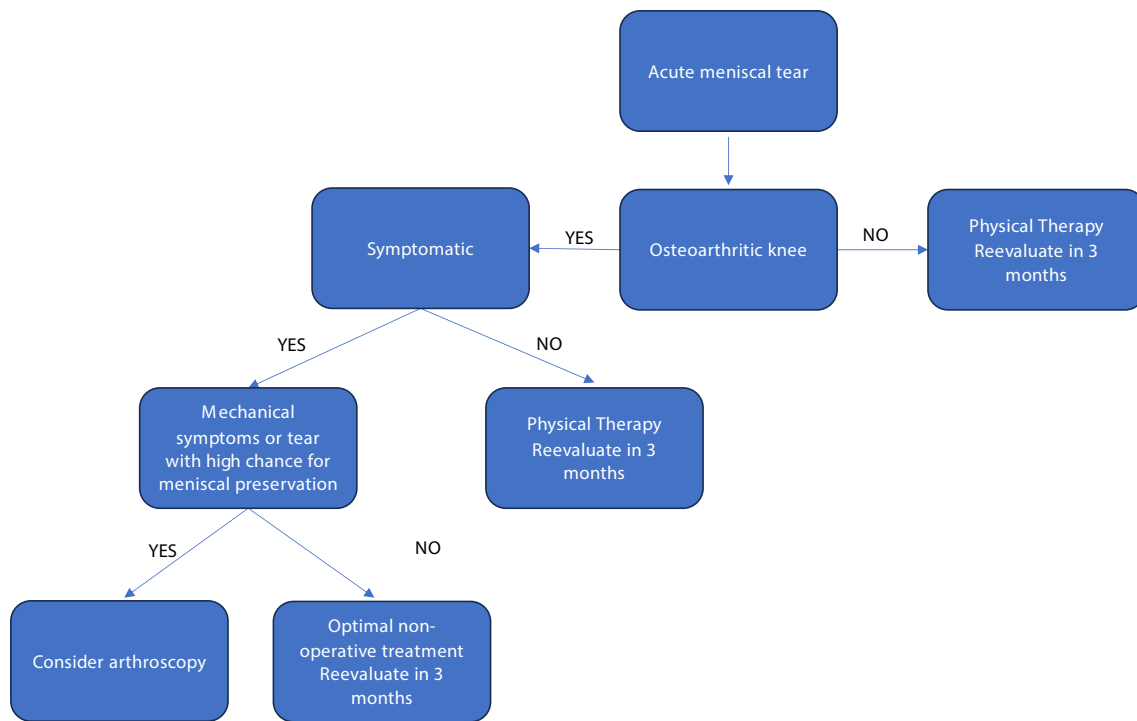 Acute meniscal tear
Symptomatic
YES
Osteoarthritic knee
NO
Physical Therapy
Reevaluate in 3
months
YES
NO
Mechanical
symptoms or tear
with high chance for
meniscal preservation
Physical Therapy
Reevaluate in 3
months
YES
NO
Consider arthroscopy
Optimal non-
operative treatment
Reevaluate in 3
months